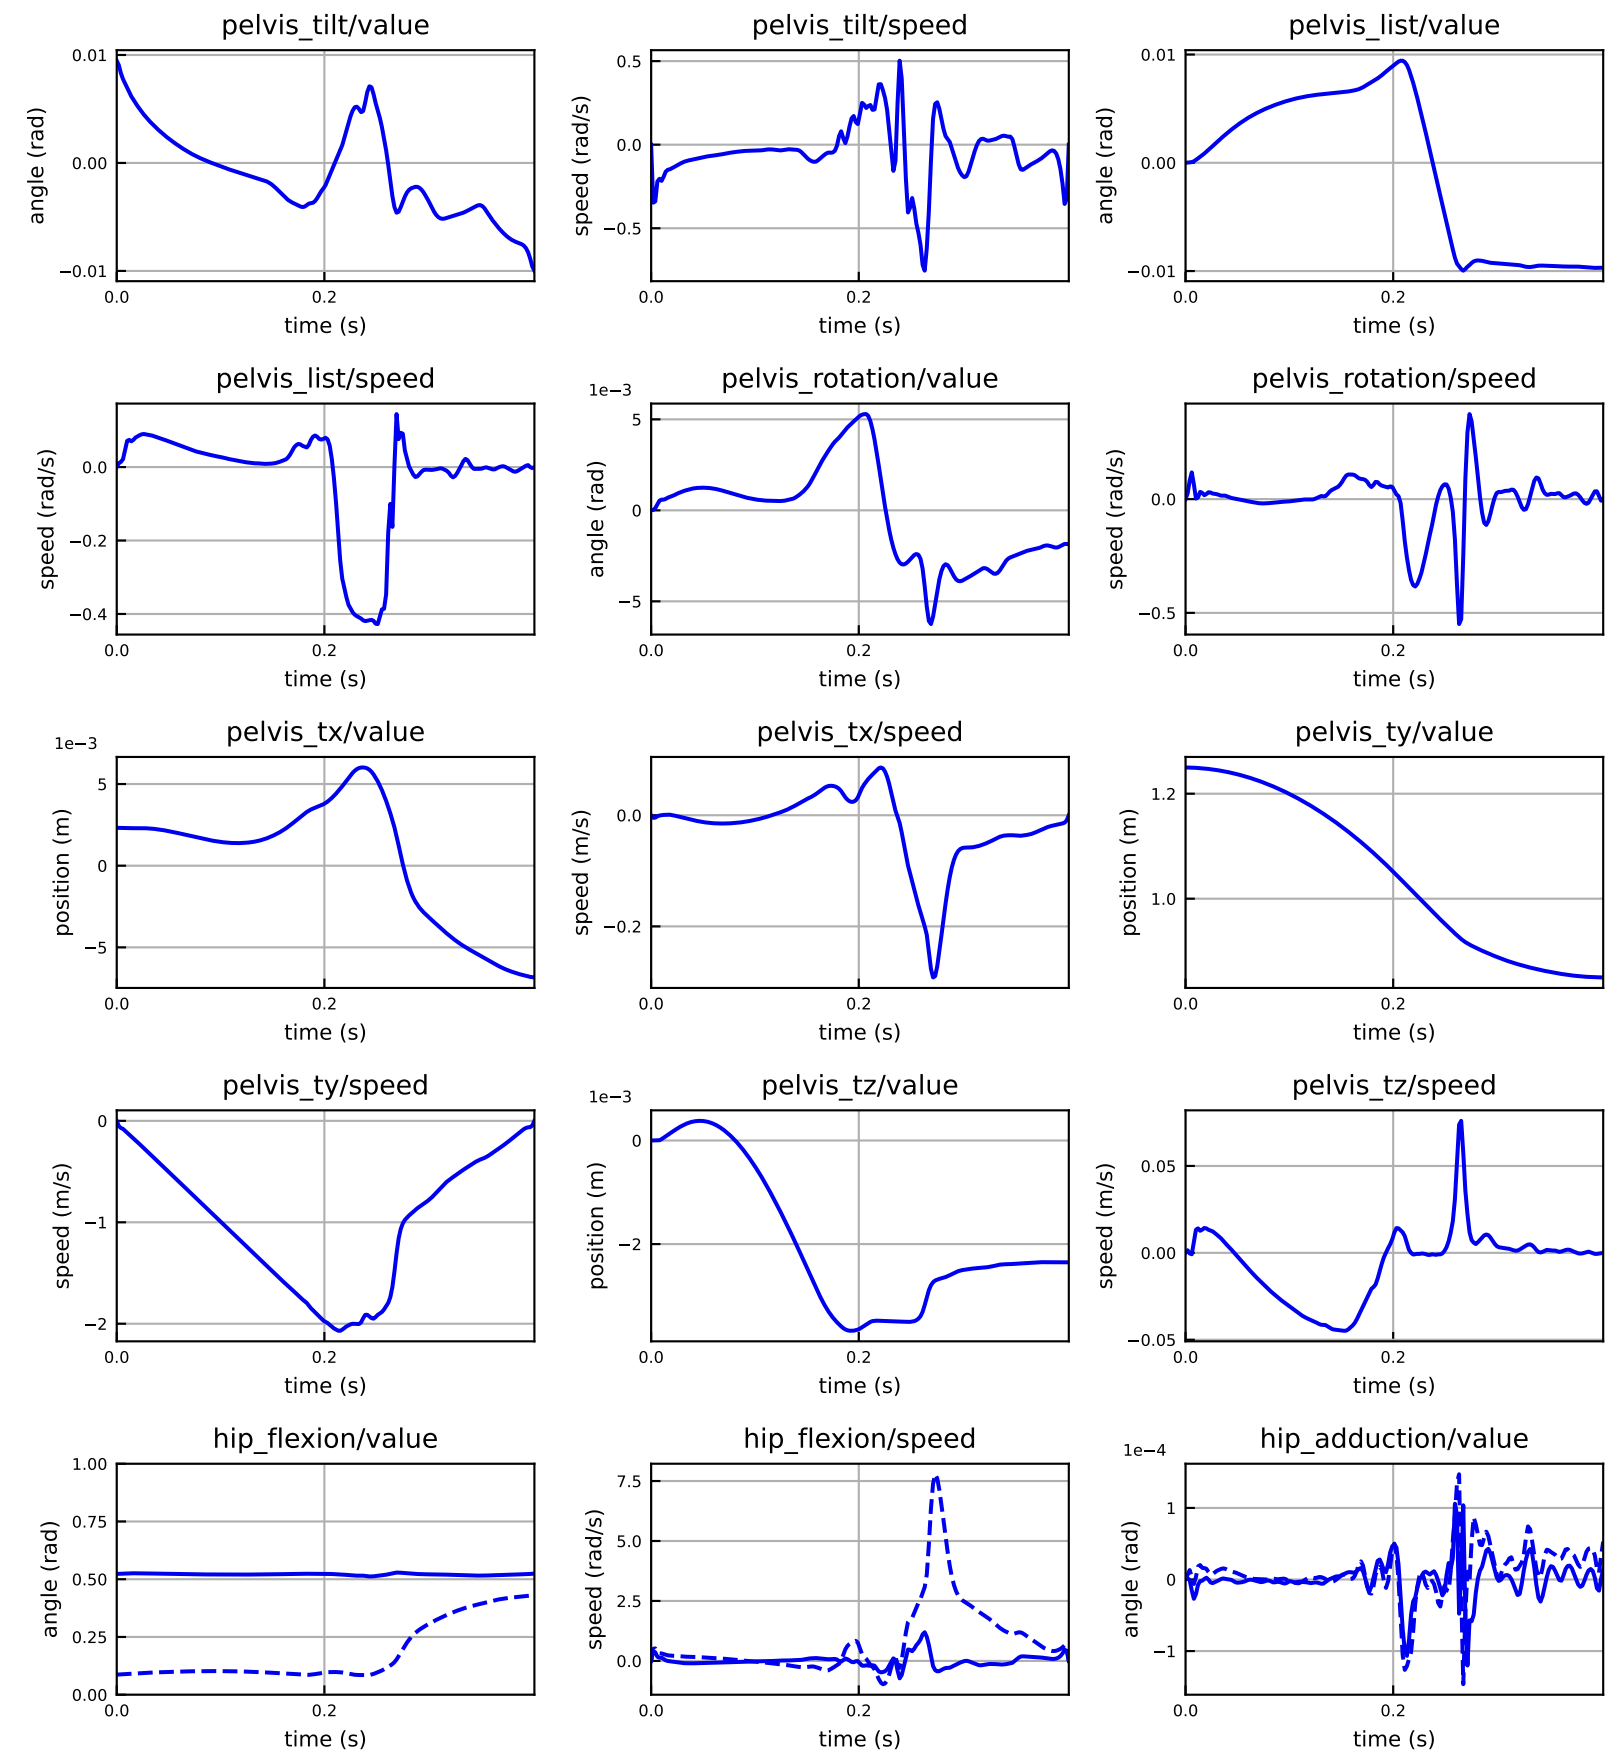 pelvis_tilt/value
angle (rad)
0.01
0.00
−0.01
0.0
0.2
time (s)
pelvis_tilt/speed
speed (rad/s)
0.5
0.0
−0.5
0.0
0.2
time (s)
pelvis_list/value
angle (rad)
0.01
0.00
−0.01
0.0
0.2
time (s)
pelvis_list/speed
speed (rad/s)
0.0
−0.2
−0.4
0.0
0.2
time (s)
pelvis_rotation/value
1e−3
angle (rad)
5
0
−5
0.0
0.2
time (s)
pelvis_rotation/speed
speed (rad/s)
0.0
−0.5
0.0
0.2
time (s)
pelvis_tx/value
1e−3
position (m)
5
0
−5
0.0
0.2
time (s)
pelvis_tx/speed
speed (m/s)
0.0
−0.2
0.0
0.2
time (s)
pelvis_ty/value
position (m)
1.2
1.0
0.0
0.2
time (s)
pelvis_ty/speed
speed (m/s)
0
−1
−2
0.0
0.2
time (s)
pelvis_tz/value
1e−3
position (m)
0
−2
0.0
0.2
time (s)
pelvis_tz/speed
speed (m/s)
0.05
0.00
−0.05
0.0
0.2
time (s)
hip_flexion/value
angle (rad)
1.00
0.75
0.50
0.25
0.00
0.0
0.2
time (s)
hip_flexion/speed
speed (rad/s)
7.5
5.0
2.5
0.0
0.0
0.2
time (s)
hip_adduction/value
1e−4
angle (rad)
1
0
−1
0.0
0.2
time (s)